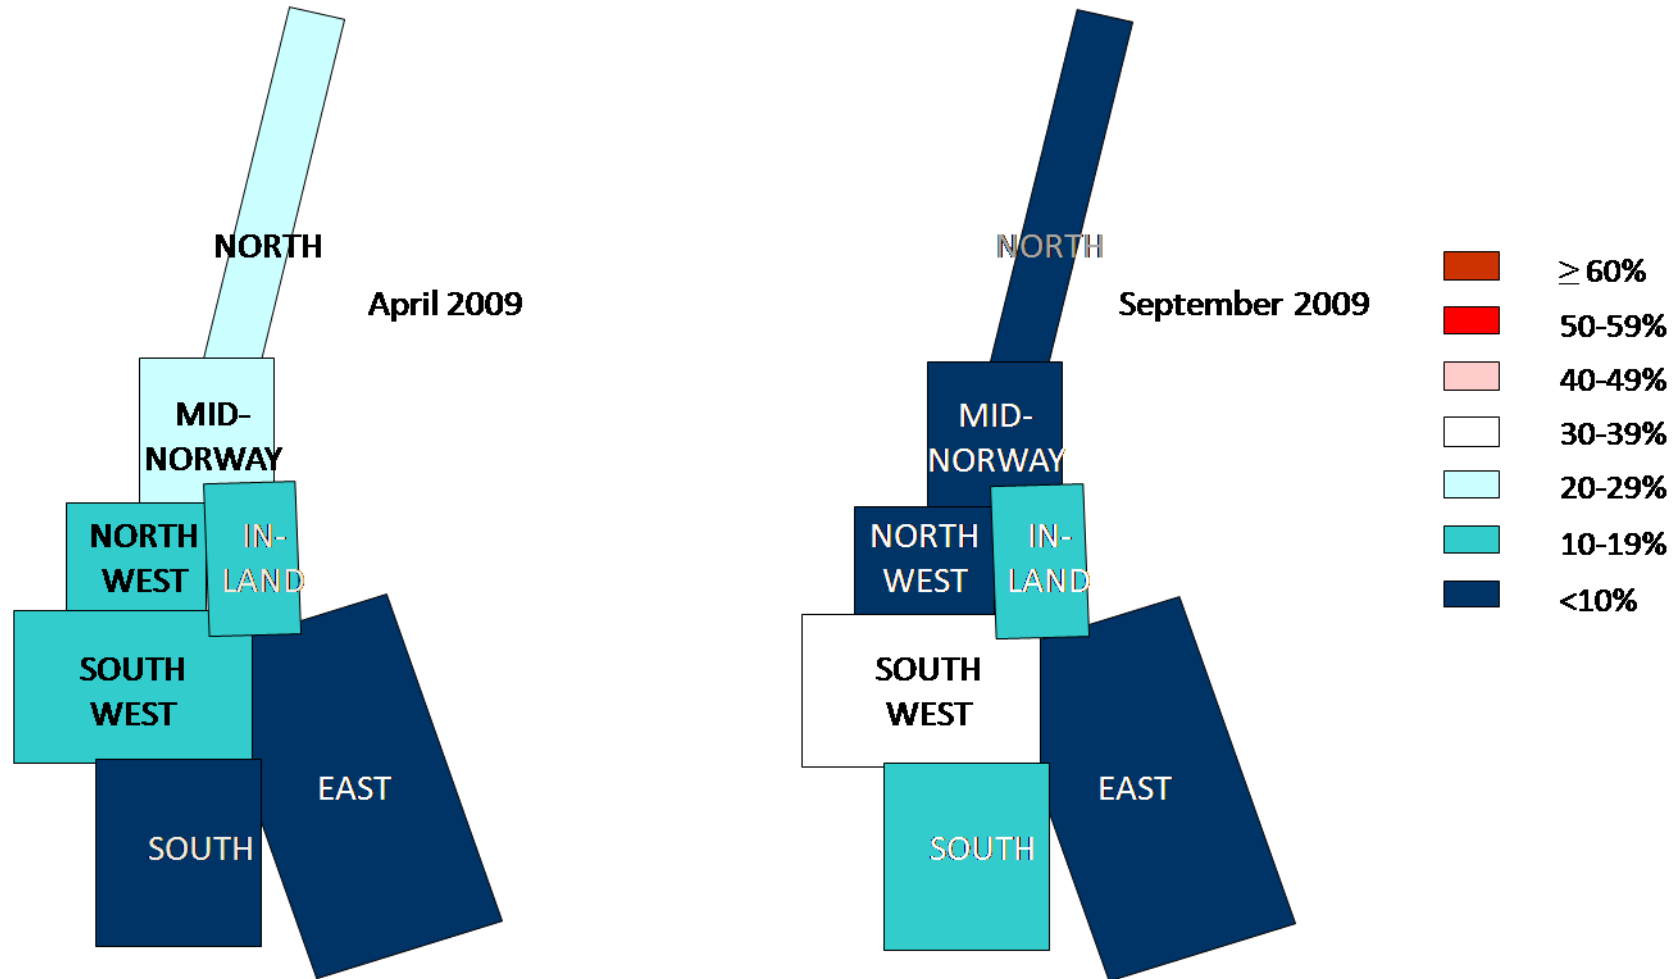 NORTH
April 2009
MID-
NORWAY
NORTH
WEST
IN-
LAND
SOUTH
WEST
EAST
SOUTH
NORTH
September 2009
MID-
NORWAY
NORTH
WEST
IN-
LAND
SOUTH
WEST
EAST
SOUTH
≥ 60%
50-59%
40-49%
30-39%
20-29%
10-19%
<10%